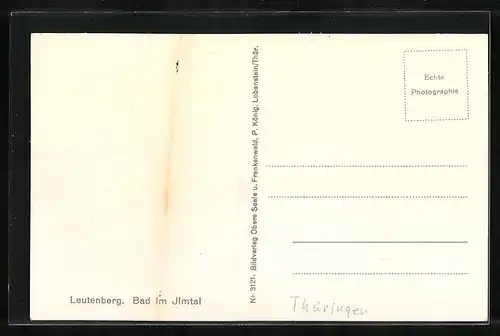 Echte
Photographie
Nr. 3121. Bildverlag Obere Saale u. Frankenwald, P. König, Lobenstein/Thür.
Leutenberg. Bad im Jlmtal
Thüringen